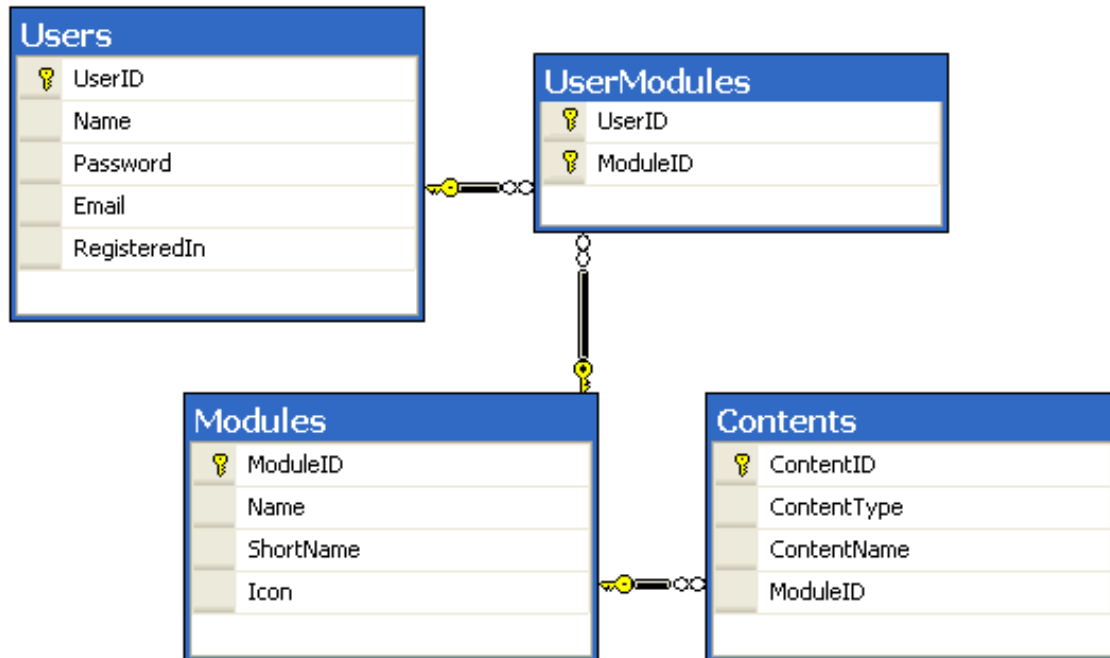 Users
UserID
Name
Password
Email
RegisteredIn
UserModules
UserID
ModuleID
Modules
ModuleID
Name
ShortName
Icon
Contents
ContentID
ContentType
ContentName
ModuleID